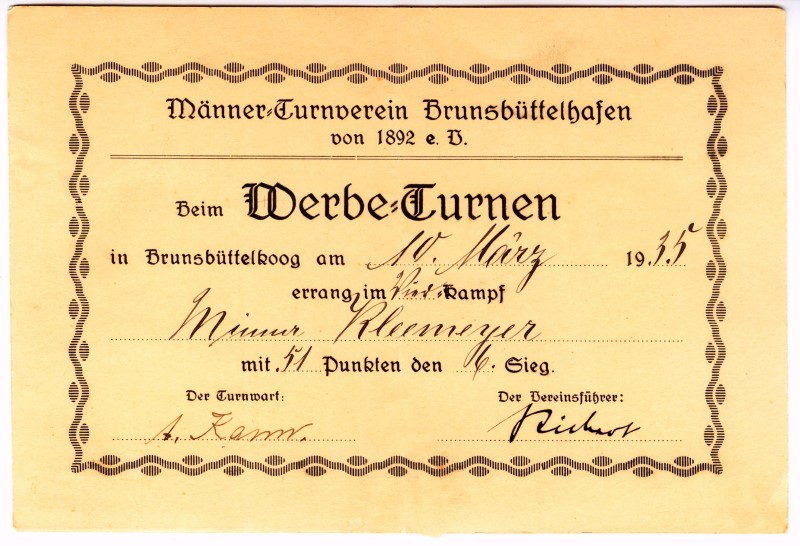 Männer-Turnverein Brunsbüttelhafen
von 1892 e. V.
Beim Werbe-Turnen
in Brunsbüttelkoog am 10. März 1935
errang im Kampf
Kleemeyer
mit 51 Punkten den 16. Sieg.
Der Turnwart: Der Vereinsführer: